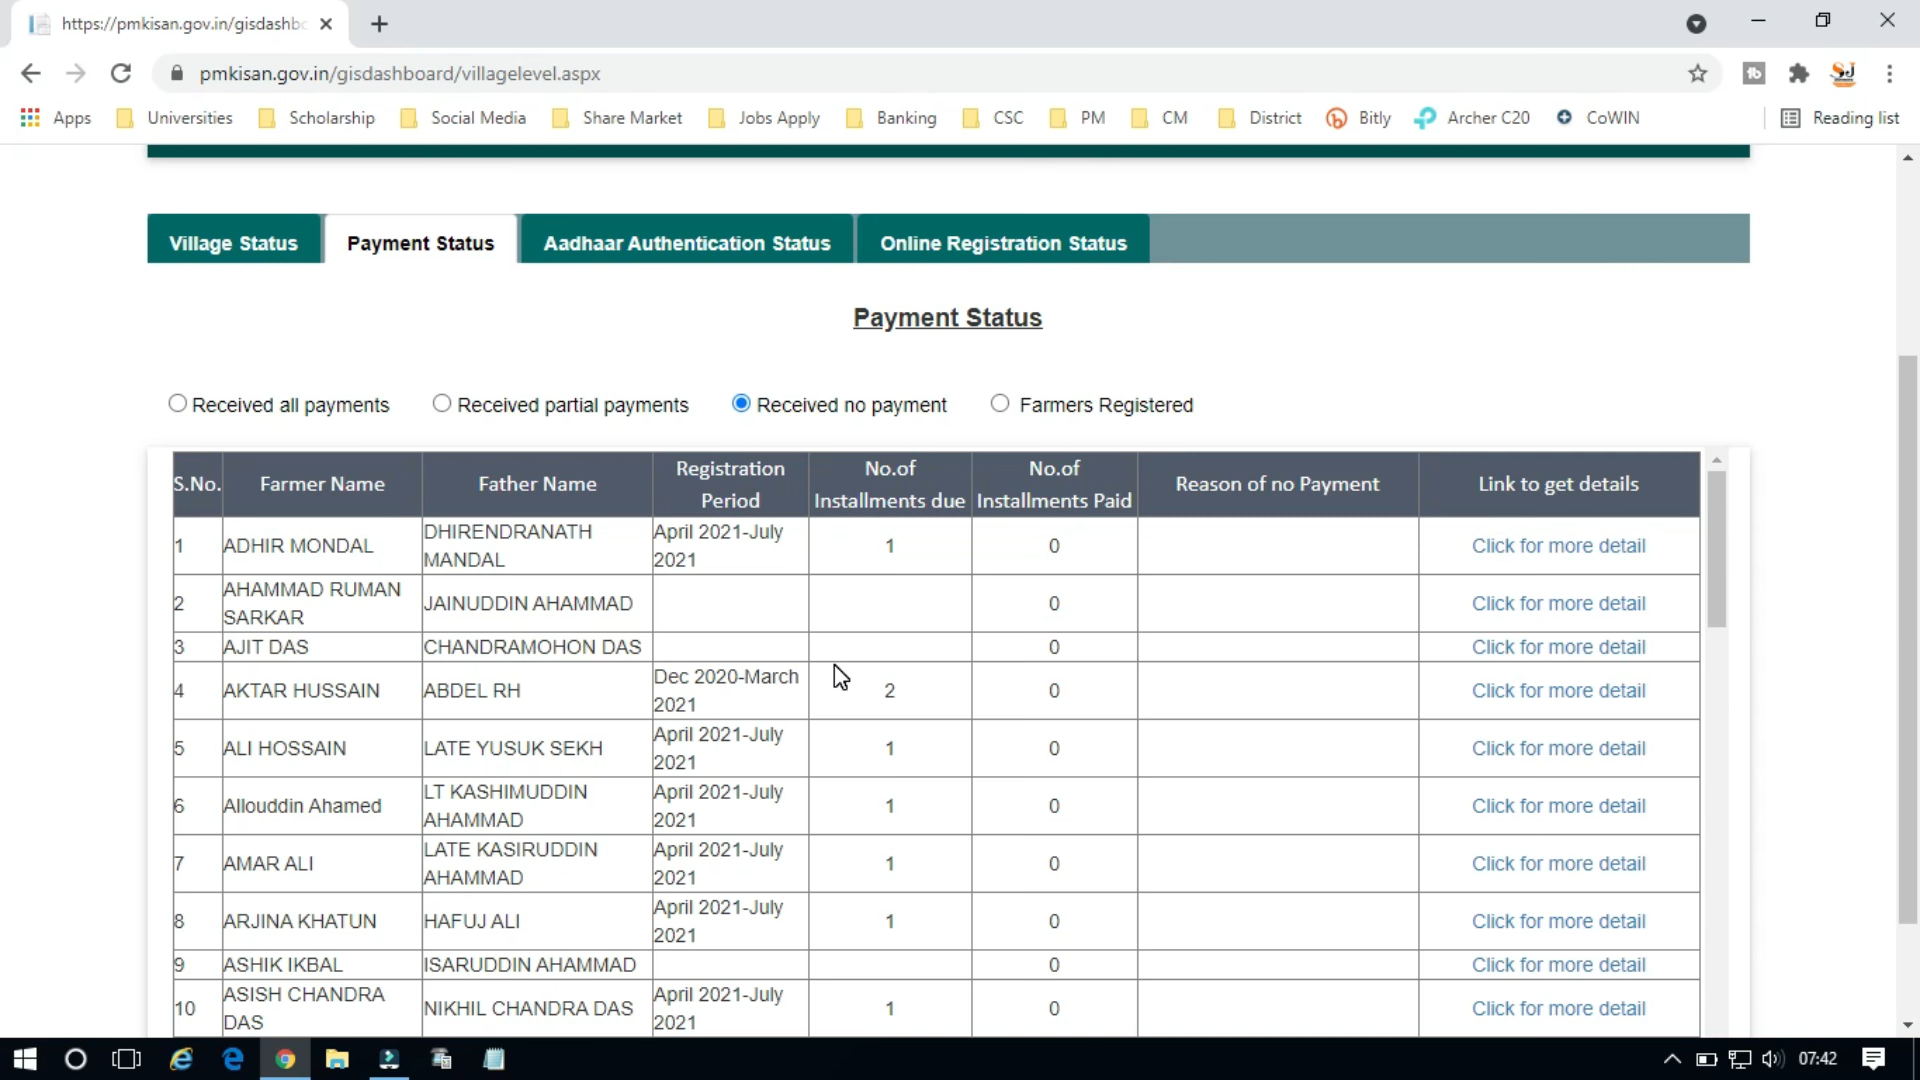 https://pmkisan.gov.in/gisdashbo
pmkisan.gov.in/gisdashboard/villagelevel.aspx
Apps Universities Scholarship Social Media Share Market Jobs Apply Banking CSC PM CM District Bitly Archer C20 CoWIN Reading list
Village Status Payment Status Aadhaar Authentication Status Online Registration Status
Payment Status
Received all payments Received partial payments Received no payment Farmers Registered
S.No. Farmer Name Father Name Registration Period No.of Installments due No.of Installments Paid Reason of no Payment Link to get details
1 ADHIR MONDAL DHIRENDRANATH MANDAL April 2021-July 2021 1 0 Click for more detail
2 AHAMMAD RUMAN SARKAR JAINUDDIN AHAMMAD 0 Click for more detail
3 AJIT DAS CHANDRAMOHON DAS 0 Click for more detail
4 AKTAR HUSSAIN ABDEL RH Dec 2020-March 2021 2 0 Click for more detail
5 ALI HOSSAIN LATE YUSUK SEKH April 2021-July 2021 1 0 Click for more detail
6 Allouddin Ahamed LT KASHIMUDDIN AHAMMAD April 2021-July 2021 1 0 Click for more detail
7 AMAR ALI LATE KASIRUDDIN AHAMMAD April 2021-July 2021 1 0 Click for more detail
8 ARJINA KHATUN HAFUJ ALI April 2021-July 2021 1 0 Click for more detail
9 ASHIK IKBAL ISARUDDIN AHAMMAD 0 Click for more detail
10 ASISH CHANDRA DAS NIKHIL CHANDRA DAS April 2021-July 2021 1 0 Click for more detail
07:42